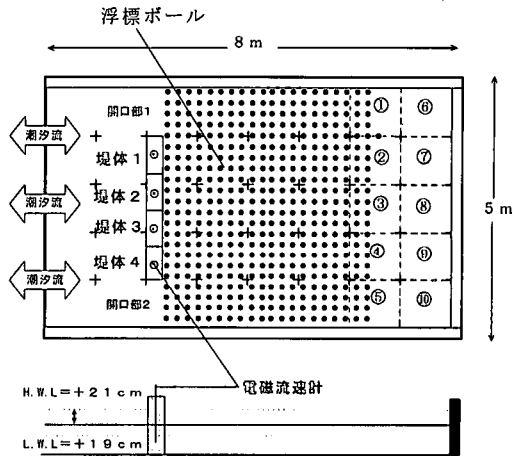 浮標ボール
8 m
開口部1
① ⑥
潮汐流
堤体 1
② ⑦
堤体 2
潮汐流
③ ⑧
5 m
堤体 3
堤体 4
④ ⑨
潮汐流
開口部2
⑤ ⑩
H.W.L=+21cm
電磁流速計
L.W.L=+19cm